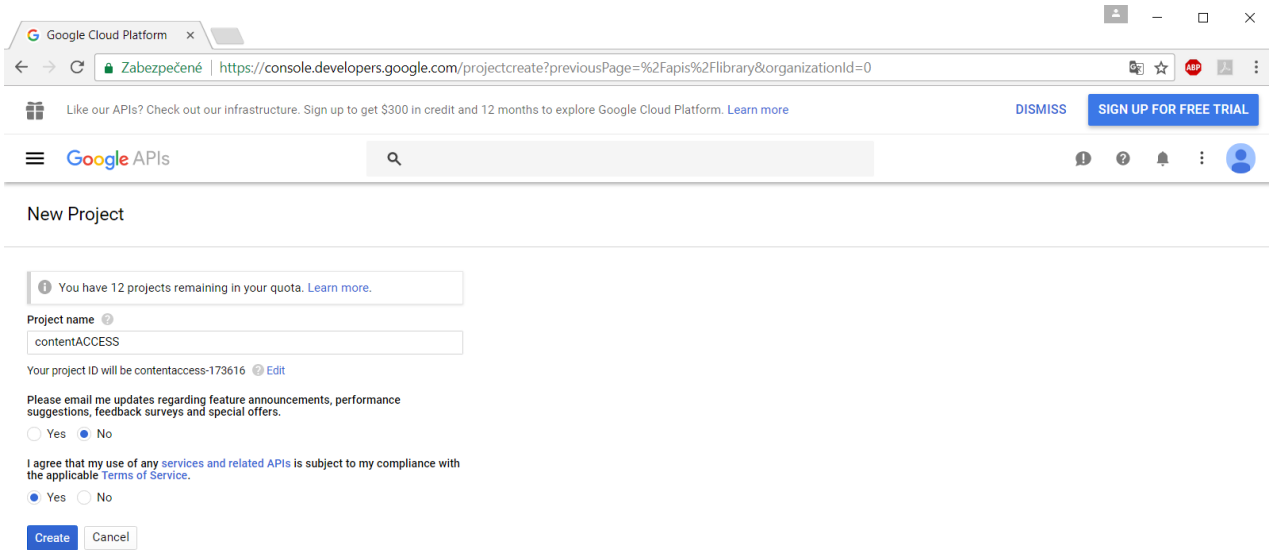 Google Cloud Platform
Zabezpečené | https://console.developers.google.com/projectcreate?previousPage=%2Fapis%2Flibrary&organizationId=0
ABP
Like our APIs? Check out our infrastructure. Sign up to get $300 in credit and 12 months to explore Google Cloud Platform. Learn more
DISMISS
SIGN UP FOR FREE TRIAL
Google APIs
New Project
You have 12 projects remaining in your quota. Learn more.
Project name
contentACCESS
Your project ID will be contentaccess-173616 Edit
Please email me updates regarding feature announcements, performance
suggestions, feedback surveys and special offers.
Yes No
I agree that my use of any services and related APIs is subject to my compliance with
the applicable Terms of Service.
Yes No
Create Cancel